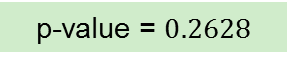 p-value = 0.2628